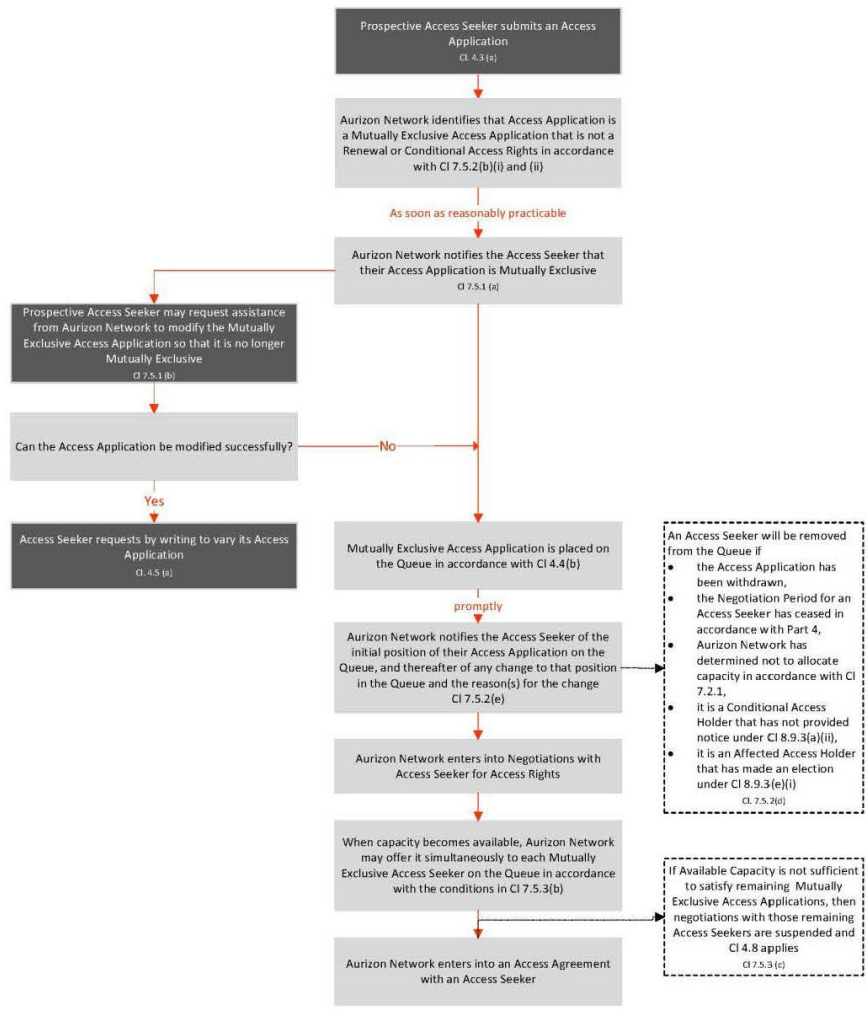 Prospective Access Seeker submits an Access
Application
Cl. 4.3 (a)
Aurizon Network identifies that Access Application is
a Mutually Exclusive Access Application that is not a
Renewal or Conditional Access Rights in accordance
with Cl 7.5.2(b)(i) and (ii)
As soon as reasonably practicable
Aurizon Network notifies the Access Seeker that
their Access Application is Mutually Exclusive
Cl 7.5.1 (a)
Prospective Access Seeker may request assistance
from Aurizon Network to modify the Mutually
Exclusive Access Application so that it is no longer
Mutually Exclusive
Cl 7.5.1 (b)
Can the Access Application be modified successfully?
No
Yes
Access Seeker requests by writing to vary its Access
Application
Cl. 4.5 (a)
Mutually Exclusive Access Application is placed on
the Queue in accordance with Cl 4.4(b)
promptly
Aurizon Network notifies the Access Seeker of the
initial position of their Access Application on the
Queue, and thereafter of any change to that position
in the Queue and the reason(s) for the change
Cl 7.5.2(e)
An Access Seeker will be removed
from the Queue if
• the Access Application has
been withdrawn,
• the Negotiation Period for an
Access Seeker has ceased in
accordance with Part 4,
• Aurizon Network has
determined not to allocate
capacity in accordance with Cl
7.2.1,
• it is a Conditional Access
Holder that has not provided
notice under Cl 8.9.3(a)(ii),
• it is an Affected Access Holder
that has made an election
under Cl 8.9.3(e)(i)
Cl. 7.5.2(d)
Aurizon Network enters into Negotiations with
Access Seeker for Access Rights
When capacity becomes available, Aurizon Network
may offer it simultaneously to each Mutually
Exclusive Access Seeker on the Queue in accordance
with the conditions in Cl 7.5.3(b)
If Available Capacity is not sufficient
to satisfy remaining Mutually
Exclusive Access Applications, then
negotiations with those remaining
Access Seekers are suspended and
Cl 4.8 applies
Cl 7.5.3 (c)
Aurizon Network enters into an Access Agreement
with an Access Seeker